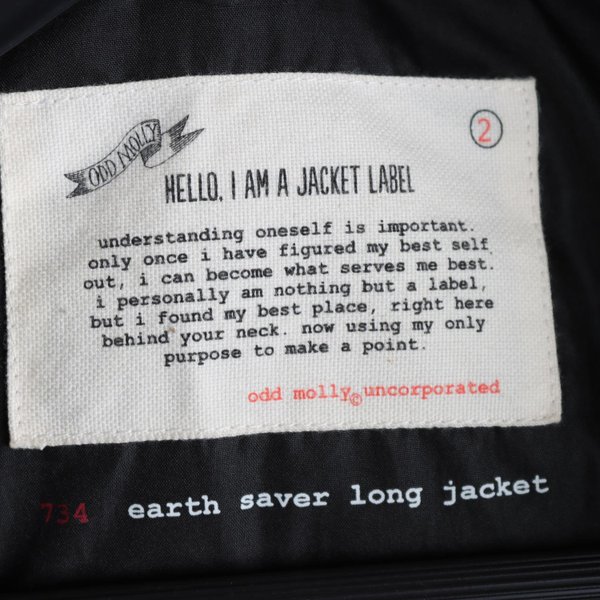 ODD MOLLY
2
HELLO, I AM A JACKET LABEL
understanding oneself is important.
only once i have figured my best self
out, i can become what serves me best.
i personally am nothing but a label,
but i found my best place, right here
behind your neck. now using my only
purpose to make a point.
odd molly©uncorporated
734 earth saver long jacket